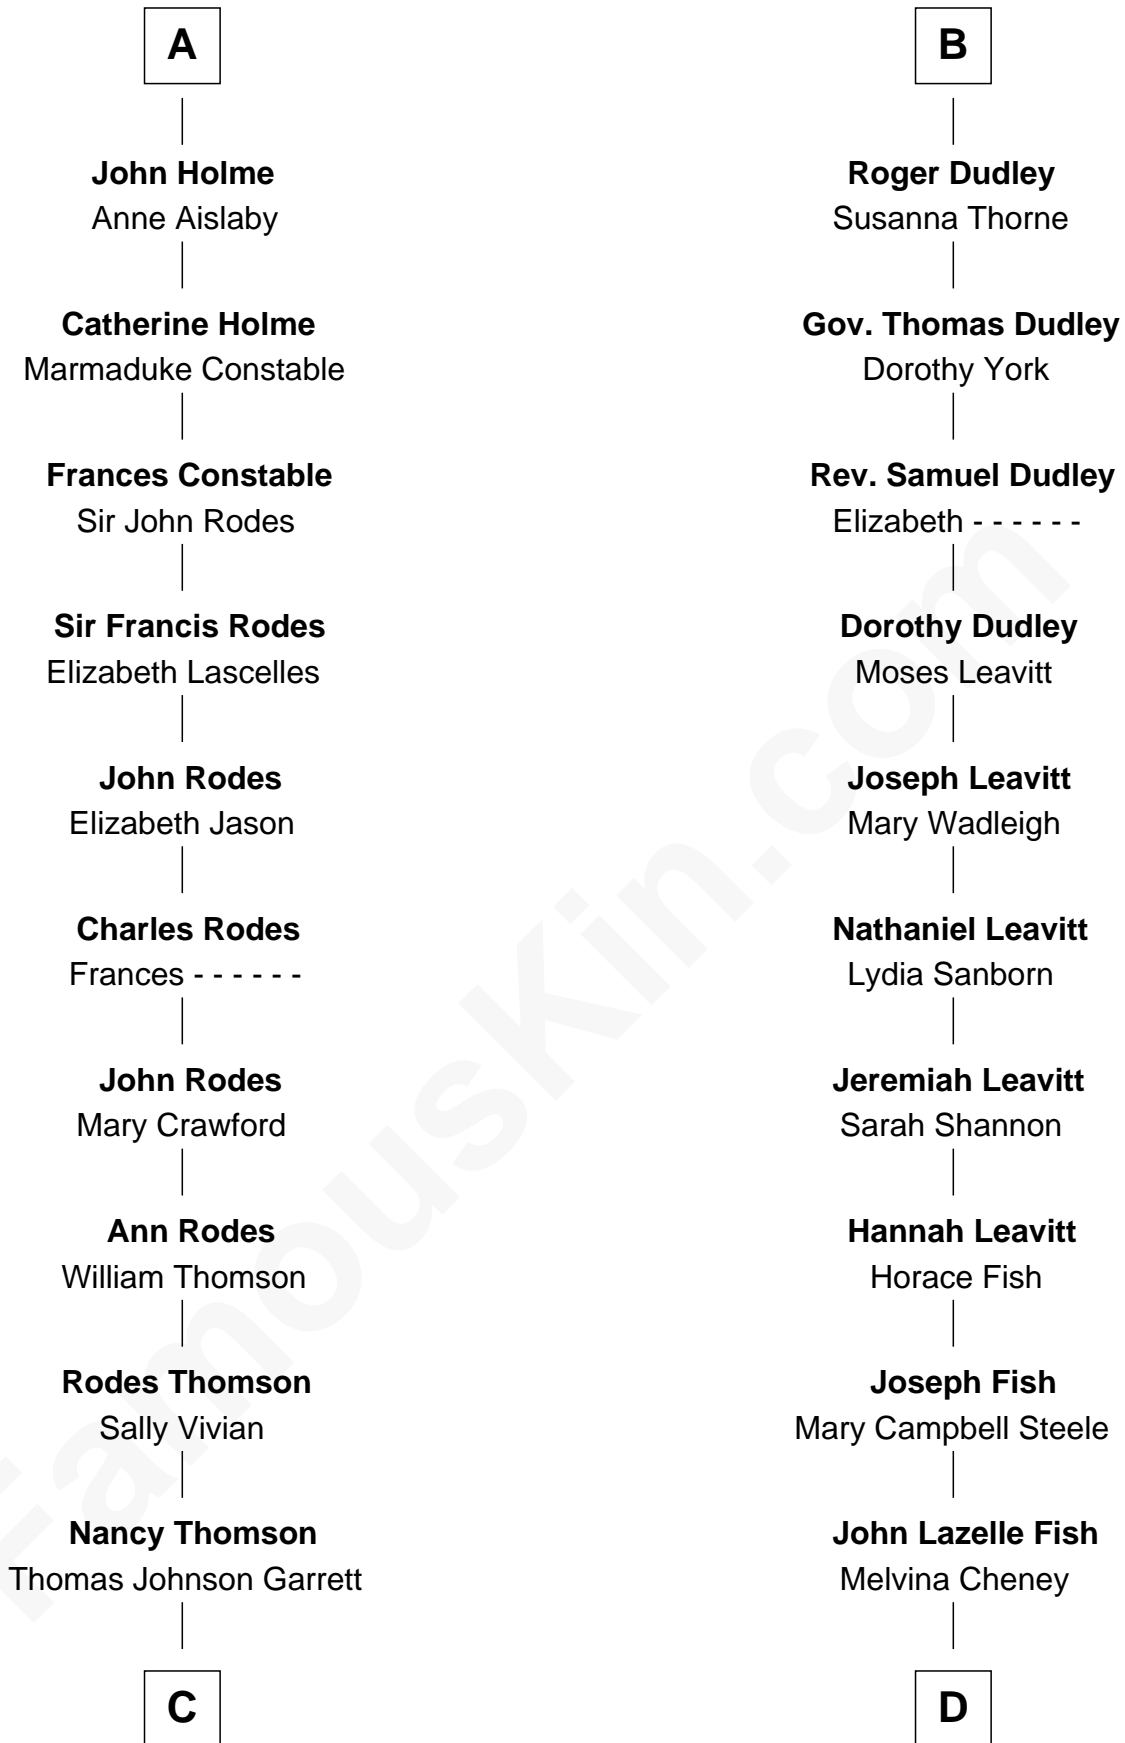 A
John Holme
Anne Aislaby
Catherine Holme
Marmaduke Constable
Frances Constable
Sir John Rodes
Sir Francis Rodes
Elizabeth Lascelles
John Rodes
Elizabeth Jason
Charles Rodes
Frances - - - - - -
John Rodes
Mary Crawford
Ann Rodes
William Thomson
Rodes Thomson
Sally Vivian
Nancy Thomson
Thomas Johnson Garrett
C
B
Roger Dudley
Susanna Thorne
Gov. Thomas Dudley
Dorothy York
Rev. Samuel Dudley
Elizabeth - - - - - -
Dorothy Dudley
Moses Leavitt
Joseph Leavitt
Mary Wadleigh
Nathaniel Leavitt
Lydia Sanborn
Jeremiah Leavitt
Sarah Shannon
Hannah Leavitt
Horace Fish
Joseph Fish
Mary Campbell Steele
John Lazelle Fish
Melvina Cheney
D
FamousKin.com